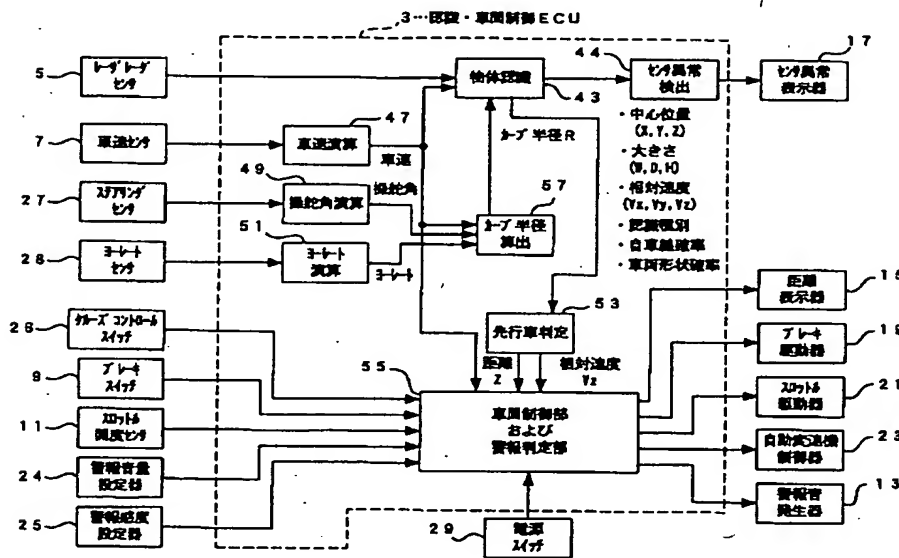 3…認識・車間制御ECU
5
レーザレーダ
センサ
7
車速センサ
27
ステアリング
センサ
28
ヨーレート
センサ
26
クルーズコントロール
スイッチ
9
ブレーキ
スイッチ
11
スロットル
開度センサ
24
警報音量
設定器
25
警報感度
設定器
47
車速演算
車速
49
操舵角
操舵角演算
51
ヨーレート
演算
ヨーレート
物体認識
43
カーブ半径R
57
カーブ半径
算出
44
センサ異常
検出
17
センサ異常
表示器
・中心位置
(X,Y,Z)
・大きさ
(W,D,H)
・相対速度
(Vx,Vy,Vz)
・認識種別
・自車線確率
・車両形状確率
53
先行車判定
距離
Z
相対速度
Vz
55
車間制御部
および
警報判定部
29
電源
スイッチ
15
距離
表示器
19
ブレーキ
駆動器
21
スロットル
駆動器
23
自動変速機
制御器
13
警報音
発生器